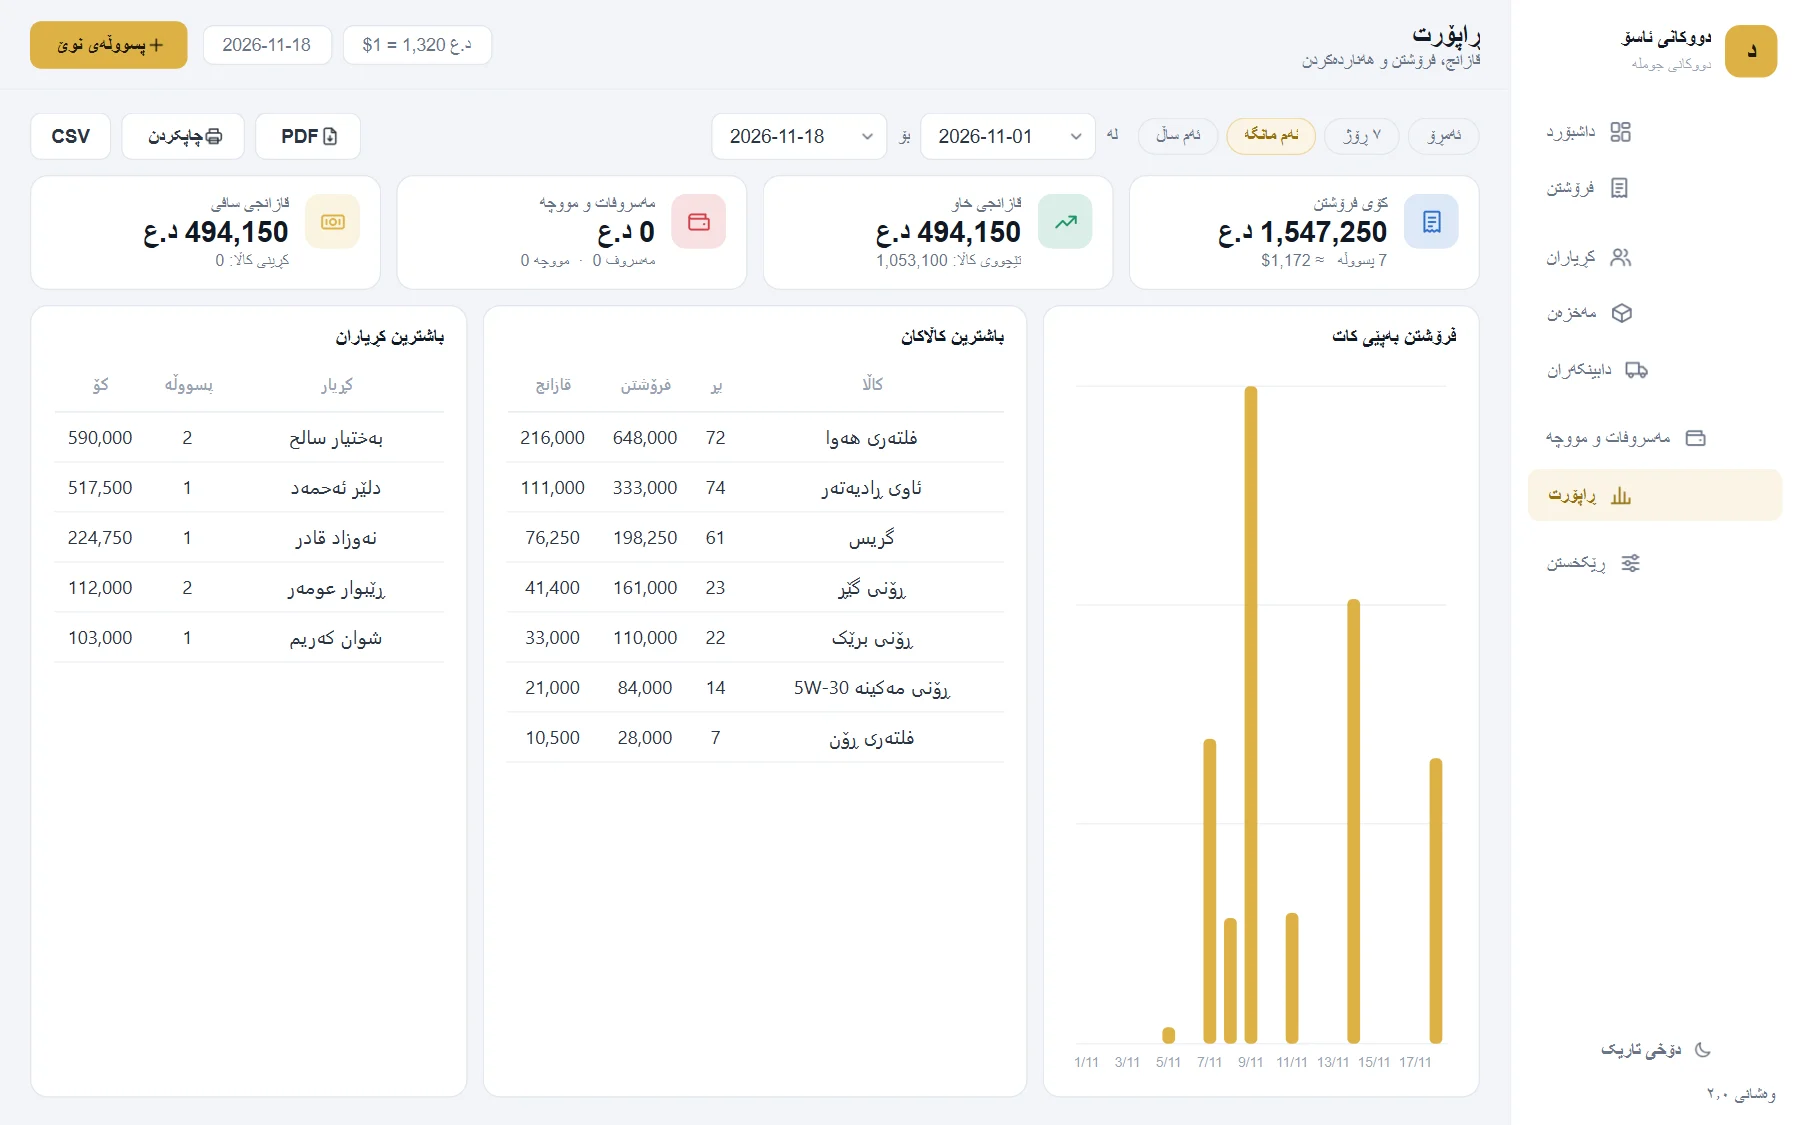 دووکانی ئاسۆ
دووکانی جوملە
د
داشبۆرد
فرۆشتن
کڕیاران
مەخزەن
دابینکەران
مەسروفات و مووچە
ڕاپۆرت
ڕێکخستن
دۆخی تاریک
وەشانی ٢,٠
ڕاپۆرت
قازانج، فرۆشتن و هەناردەکردن
$1 = 1,320 د.ع
2026-11-18
پسووڵەی نوێ
ئەمڕۆ
٧ ڕۆژ
ئەم مانگە
ئەم ساڵ
لە
2026-11-01
بۆ
2026-11-18
PDF
چاپکردن
CSV
کۆی فرۆشتن
1,547,250 د.ع
7 پسووڵە ≈ $1,172
قازانجی خاو
494,150 د.ع
تێچووی کاڵا: 1,053,100
مەسروفات و مووچە
0 د.ع
مەسروف 0 · مووچە 0
قازانجی سافی
494,150 د.ع
کڕینی کاڵا: 0
فرۆشتن بەپێی کات
1/11 3/11 5/11 7/11 9/11 11/11 13/11 15/11 17/11
باشترین کاڵاکان
کاڵا بڕ فرۆشتن قازانج
فلتەری هەوا 72 648,000 216,000
ئاوی ڕادیەتەر 74 333,000 111,000
گریس 61 198,250 76,250
ڕۆنی گێڕ 23 161,000 41,400
ڕۆنی برێک 22 110,000 33,000
ڕۆنی مەکینە 5W-30 14 84,000 21,000
فلتەری ڕۆن 7 28,000 10,500
باشترین کڕیاران
کڕیار پسووڵە کۆ
بەختیار سالح 2 590,000
دلێر ئەحمەد 1 517,500
نەوزاد قادر 1 224,750
ڕێبوار عومەر 2 112,000
شوان کەریم 1 103,000